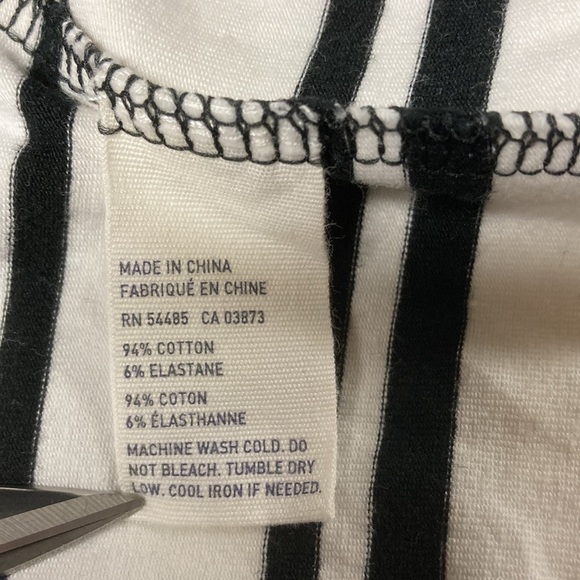 MADE IN CHINA
FABRIQUÉ EN CHINE
RN 54485 CA 03873
94% COTTON
6% ELASTANE
94% COTON
6% ÉLASTHANNE
MACHINE WASH COLD. DO
NOT BLEACH. TUMBLE DRY
LOW. COOL IRON IF NEEDED.